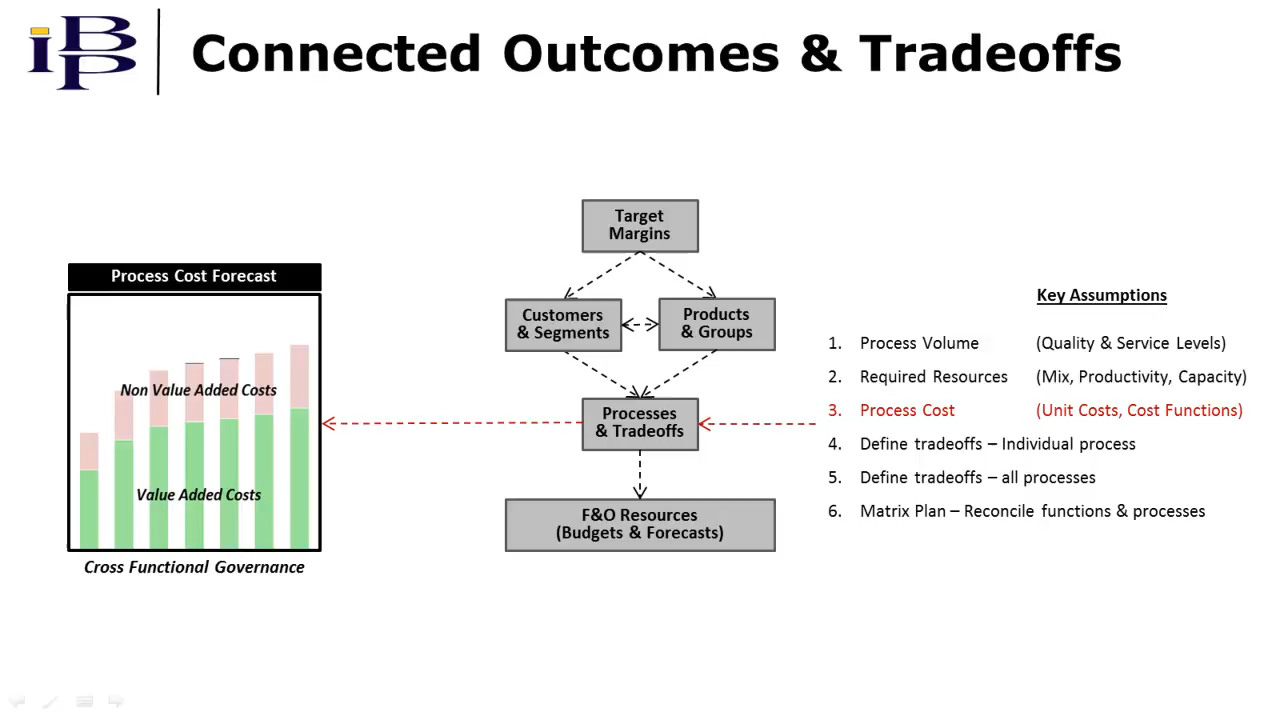 iBP
Connected Outcomes & Tradeoffs
Process Cost Forecast
Non Value Added Costs
Value Added Costs
Cross Functional Governance
Target
Margins
Customers
& Segments
Products
& Groups
Processes
& Tradeoffs
F&O Resources
(Budgets & Forecasts)
Key Assumptions
1. Process Volume (Quality & Service Levels)
2. Required Resources (Mix, Productivity, Capacity)
3. Process Cost (Unit Costs, Cost Functions)
4. Define tradeoffs – Individual process
5. Define tradeoffs – all processes
6. Matrix Plan – Reconcile functions & processes